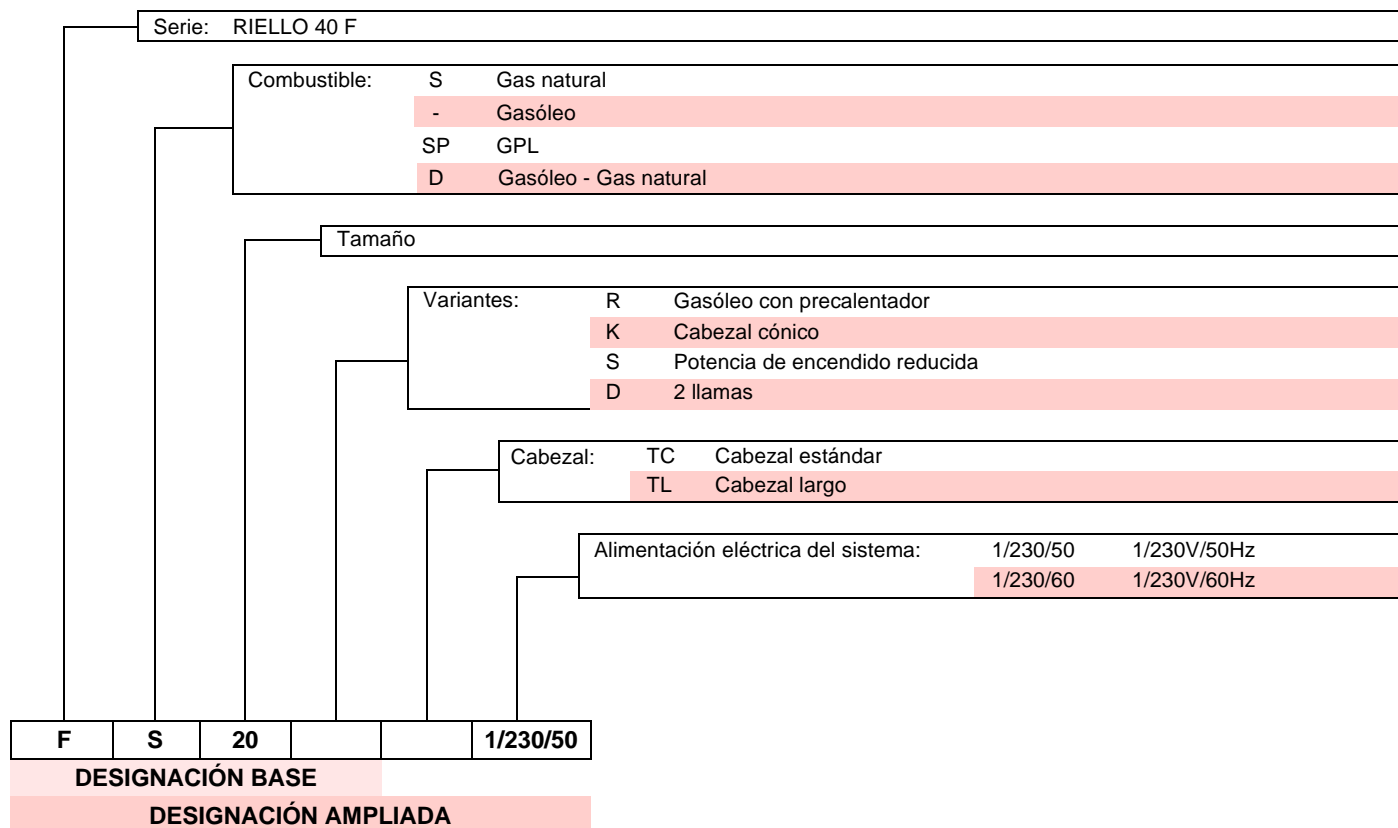 Serie: RIELLO 40 F
Combustible: S Gas natural
- Gasóleo
SP GPL
D Gasóleo - Gas natural
Tamaño
Variantes: R Gasóleo con precalentador
K Cabezal cónico
S Potencia de encendido reducida
D 2 llamas
Cabezal: TC Cabezal estándar
TL Cabezal largo
Alimentación eléctrica del sistema: 1/230/50 1/230V/50Hz
1/230/60 1/230V/60Hz
F S 20 1/230/50
DESIGNACIÓN BASE
DESIGNACIÓN AMPLIADA